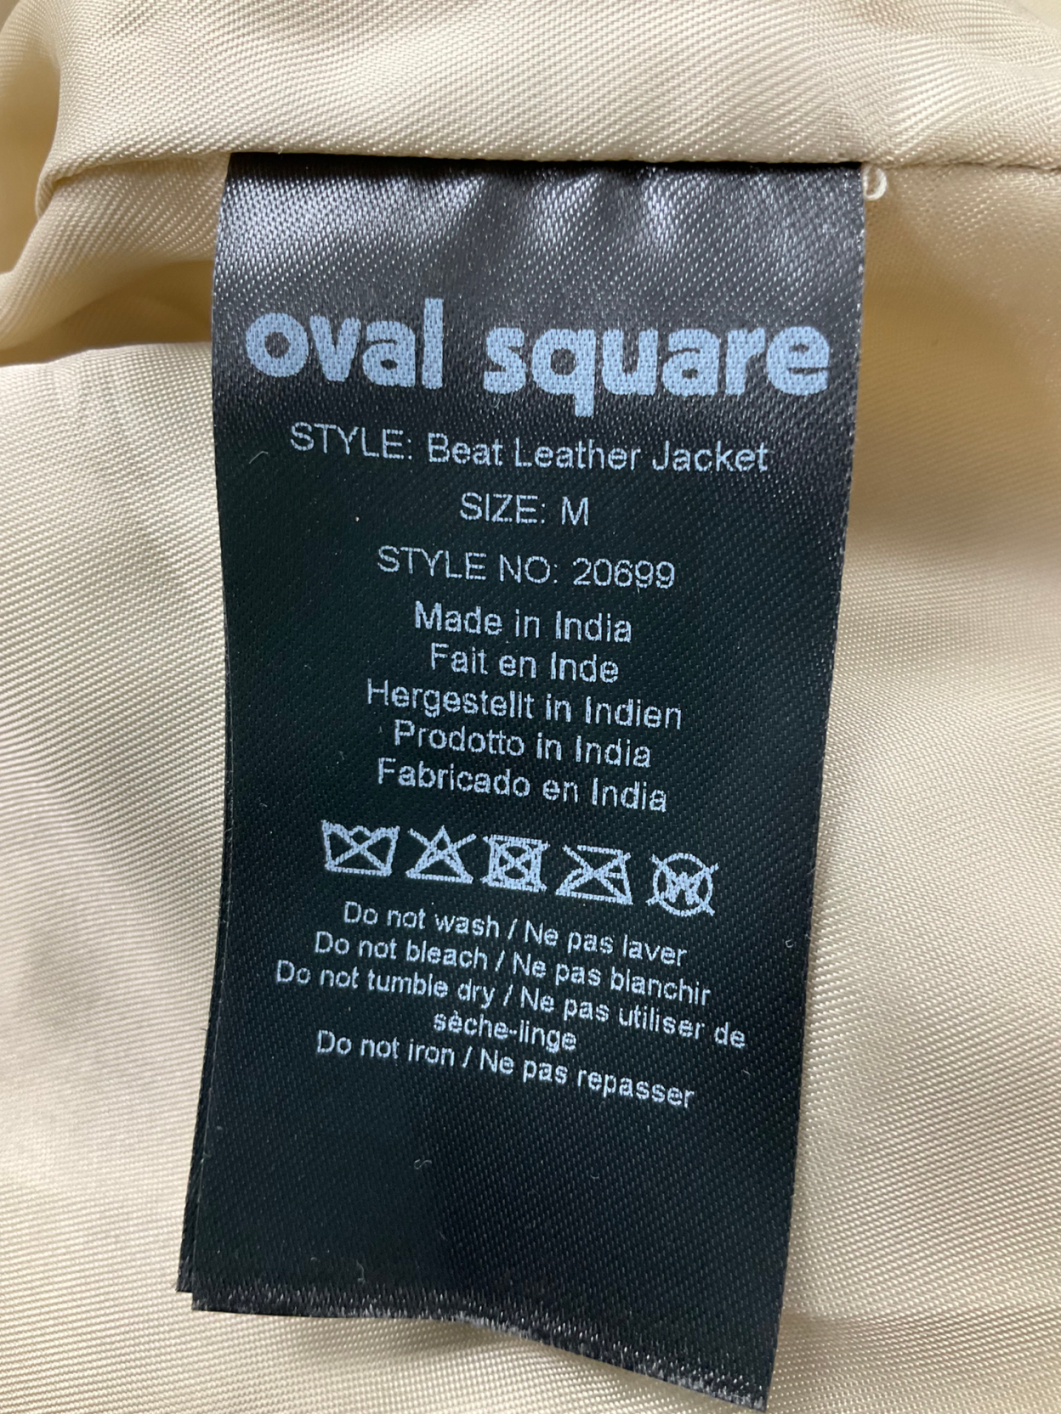 oval square
STYLE: Beat Leather Jacket
SIZE: M
STYLE NO: 20699
Made in India
Fait en Inde
Hergestellt in Indien
Prodotto in India
Fabricado en India
W
Do not wash / Ne pas laver
Do not bleach / Ne pas blanchir
Do not tumble dry / Ne pas utiliser de
sèche-linge
Do not iron / Ne pas repasser